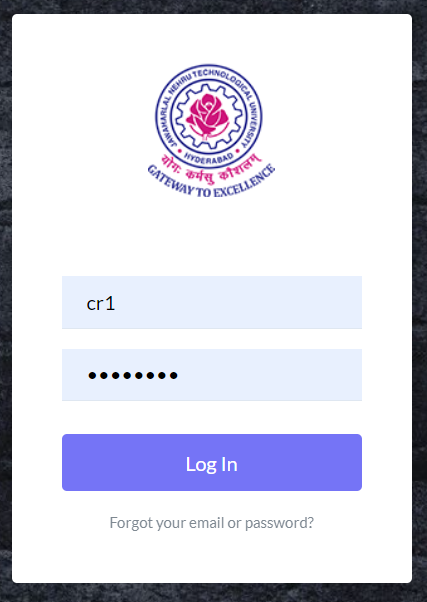 JAWAHARLAL NEHRU TECHNOLOGICAL UNIVERSITY
• HYDERABAD •
योगः कर्मसु कौशलम्
GATEWAY TO EXCELLENCE
cr1
••••••••
Log In
Forgot your email or password?